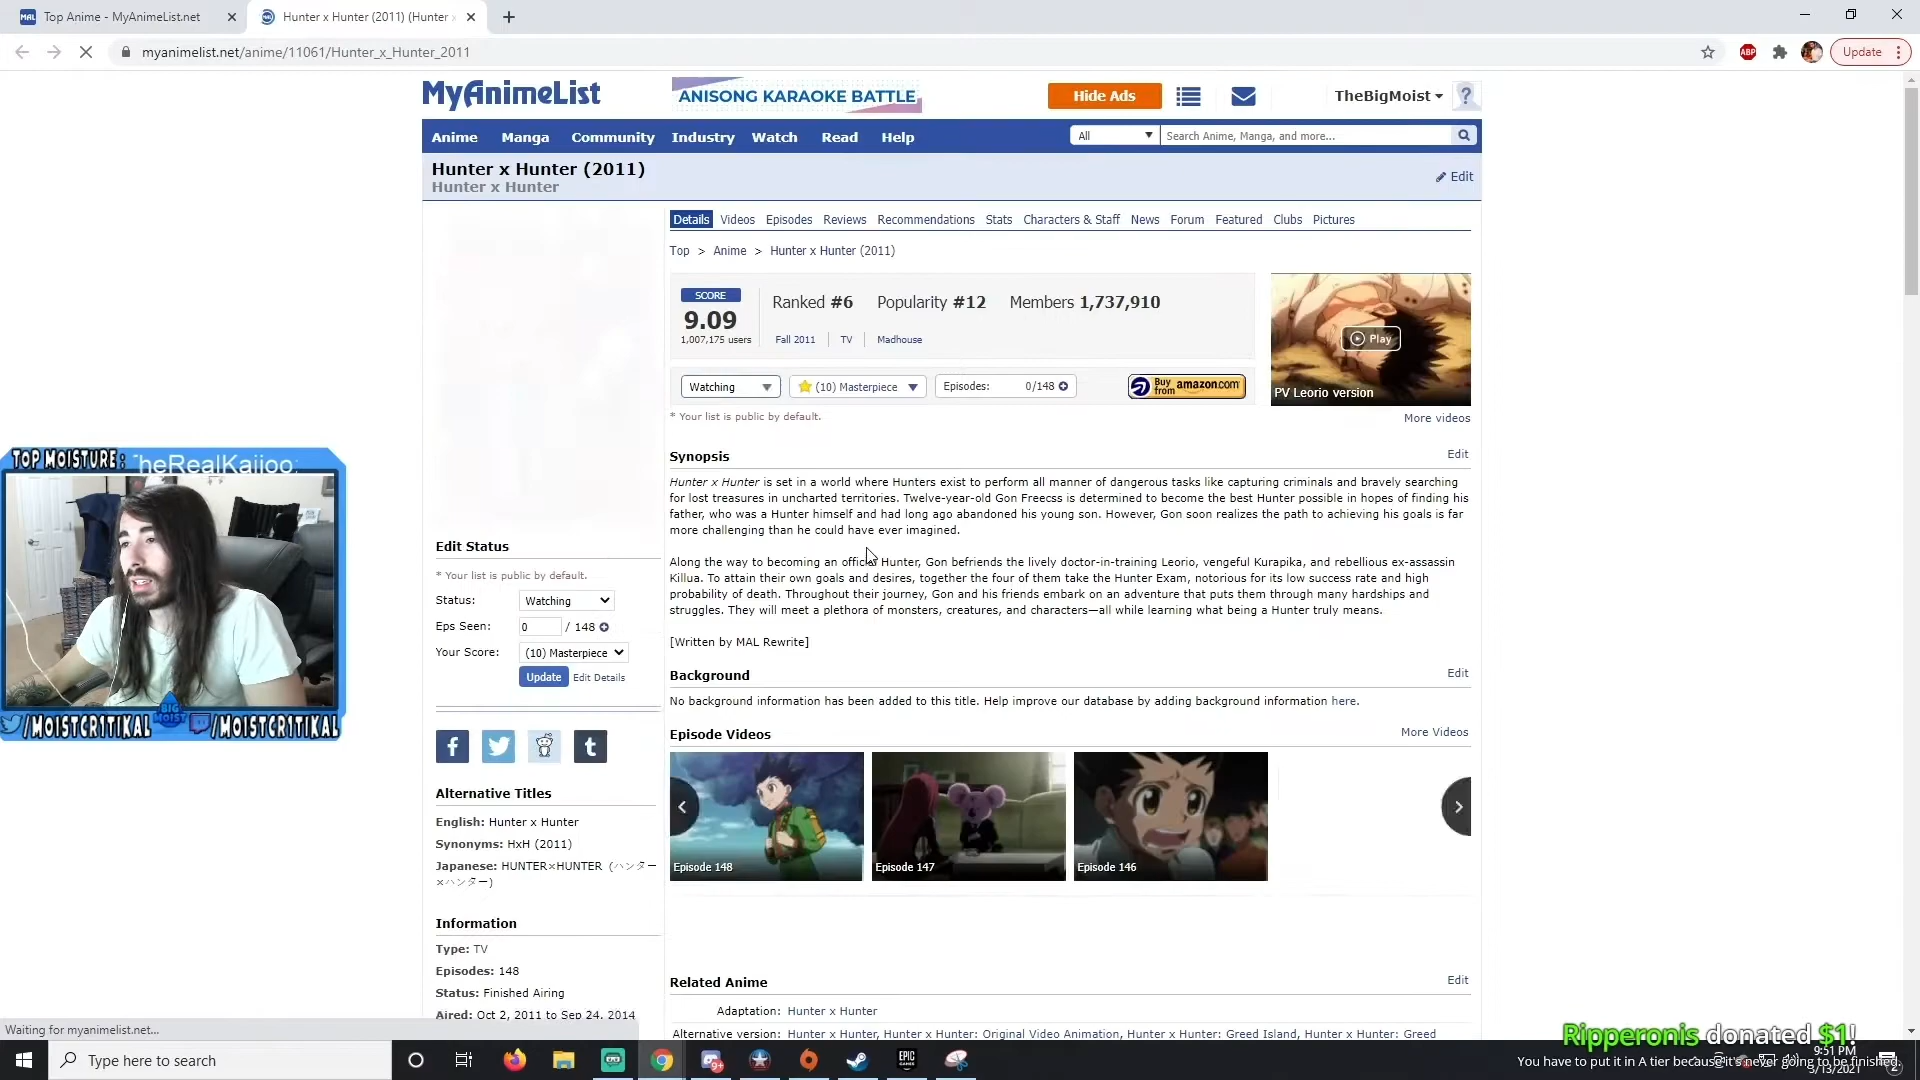 Top Anime - MyAnimeList.net
Hunter x Hunter (2011) (Hunter x
myanimelist.net/anime/11061/Hunter_x_Hunter_2011
ABP
Update
MyAnimeList
ANISONG KARAOKE BATTLE
Hide Ads
TheBigMoist
Anime Manga Community Industry Watch Read Help
All
Search Anime, Manga, and more...
Hunter x Hunter (2011)
Hunter x Hunter
Edit
Details Videos Episodes Reviews Recommendations Stats Characters & Staff News Forum Featured Clubs Pictures
Top > Anime > Hunter x Hunter (2011)
SCORE
9.09
1,007,175 users
Ranked #6 Popularity #12 Members 1,737,910
Fall 2011 TV Madhouse
Watching
(10) Masterpiece
Episodes: 0/148
Buy from amazon.com
Play
PV Leorio version
* Your list is public by default.
More videos
Synopsis
Edit
Hunter x Hunter is set in a world where Hunters exist to perform all manner of dangerous tasks like capturing criminals and bravely searching
for lost treasures in uncharted territories. Twelve-year-old Gon Freecss is determined to become the best Hunter possible in hopes of finding his
father, who was a Hunter himself and had long ago abandoned his young son. However, Gon soon realizes the path to achieving his goals is far
more challenging than he could have ever imagined.
Along the way to becoming an official Hunter, Gon befriends the lively doctor-in-training Leorio, vengeful Kurapika, and rebellious ex-assassin
Killua. To attain their own goals and desires, together the four of them take the Hunter Exam, notorious for its low success rate and high
probability of death. Throughout their journey, Gon and his friends embark on an adventure that puts them through many hardships and
struggles. They will meet a plethora of monsters, creatures, and characters—all while learning what being a Hunter truly means.
[Written by MAL Rewrite]
Background
Edit
No background information has been added to this title. Help improve our database by adding background information here.
Episode Videos
More Videos
Episode 148
Episode 147
Episode 146
Related Anime
Edit
Adaptation: Hunter x Hunter
Alternative version: Hunter x Hunter, Hunter x Hunter: Original Video Animation, Hunter x Hunter: Greed Island, Hunter x Hunter: Greed
Edit Status
* Your list is public by default.
Status: Watching
Eps Seen: 0 / 148
Your Score: (10) Masterpiece
Update Edit Details
Alternative Titles
English: Hunter x Hunter
Synonyms: HxH (2011)
Japanese: HUNTER×HUNTER (ハンター
×ハンター)
Information
Type: TV
Episodes: 148
Status: Finished Airing
Aired: Oct 2, 2011 to Sep 24, 2014
TOP MOISTURE: heRealKaijoo:
BIG MOIST
/MOISTCR1TIKAL
/MOISTCR1TIKAL
Waiting for myanimelist.net...
Type here to search
EPIC GAMES
Ripperonis donated $1!
You have to put it in A tier because it's never going to be finished.
9:51 PM
3/13/2021